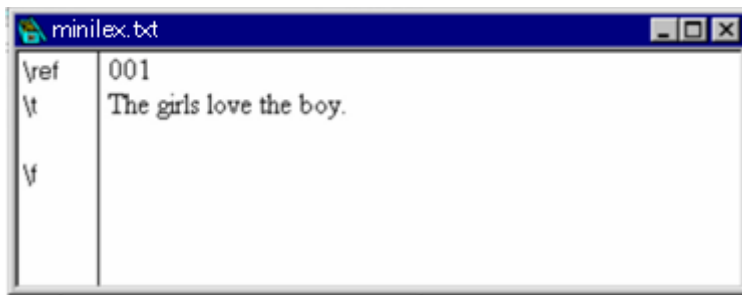 minilex.txt
\ref 001
\t The girls love the boy.
\f